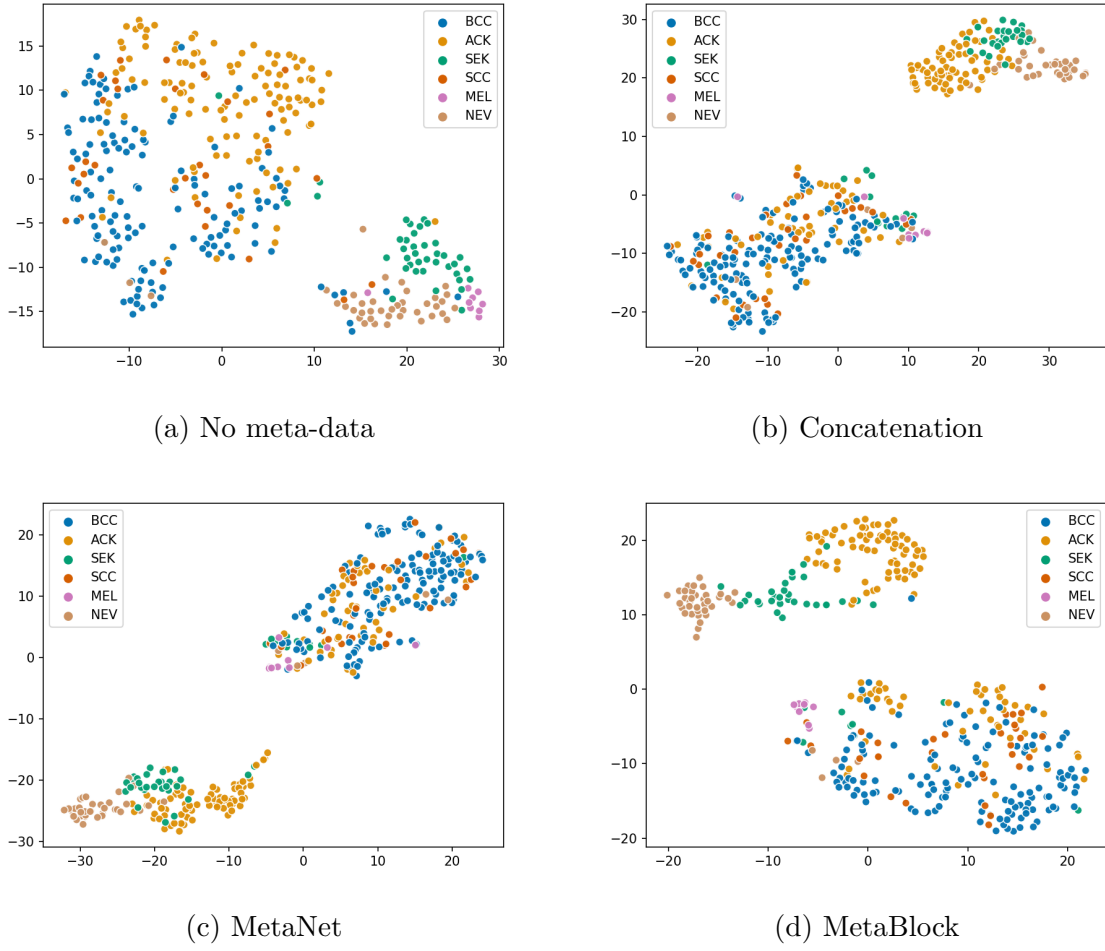 BCC
ACK
SEK
SCC
MEL
NEV
15
10
5
0
−5
−10
−15
−10
0
10
20
30
(a) No meta-data
BCC
ACK
SEK
SCC
MEL
NEV
30
20
10
0
−10
−20
−20
−10
0
10
20
30
(b) Concatenation
BCC
ACK
SEK
SCC
MEL
NEV
20
10
0
−10
−20
−30
−30
−20
−10
0
10
20
(c) MetaNet
BCC
ACK
SEK
SCC
MEL
NEV
20
10
0
−10
−20
−20
−10
0
10
20
(d) MetaBlock